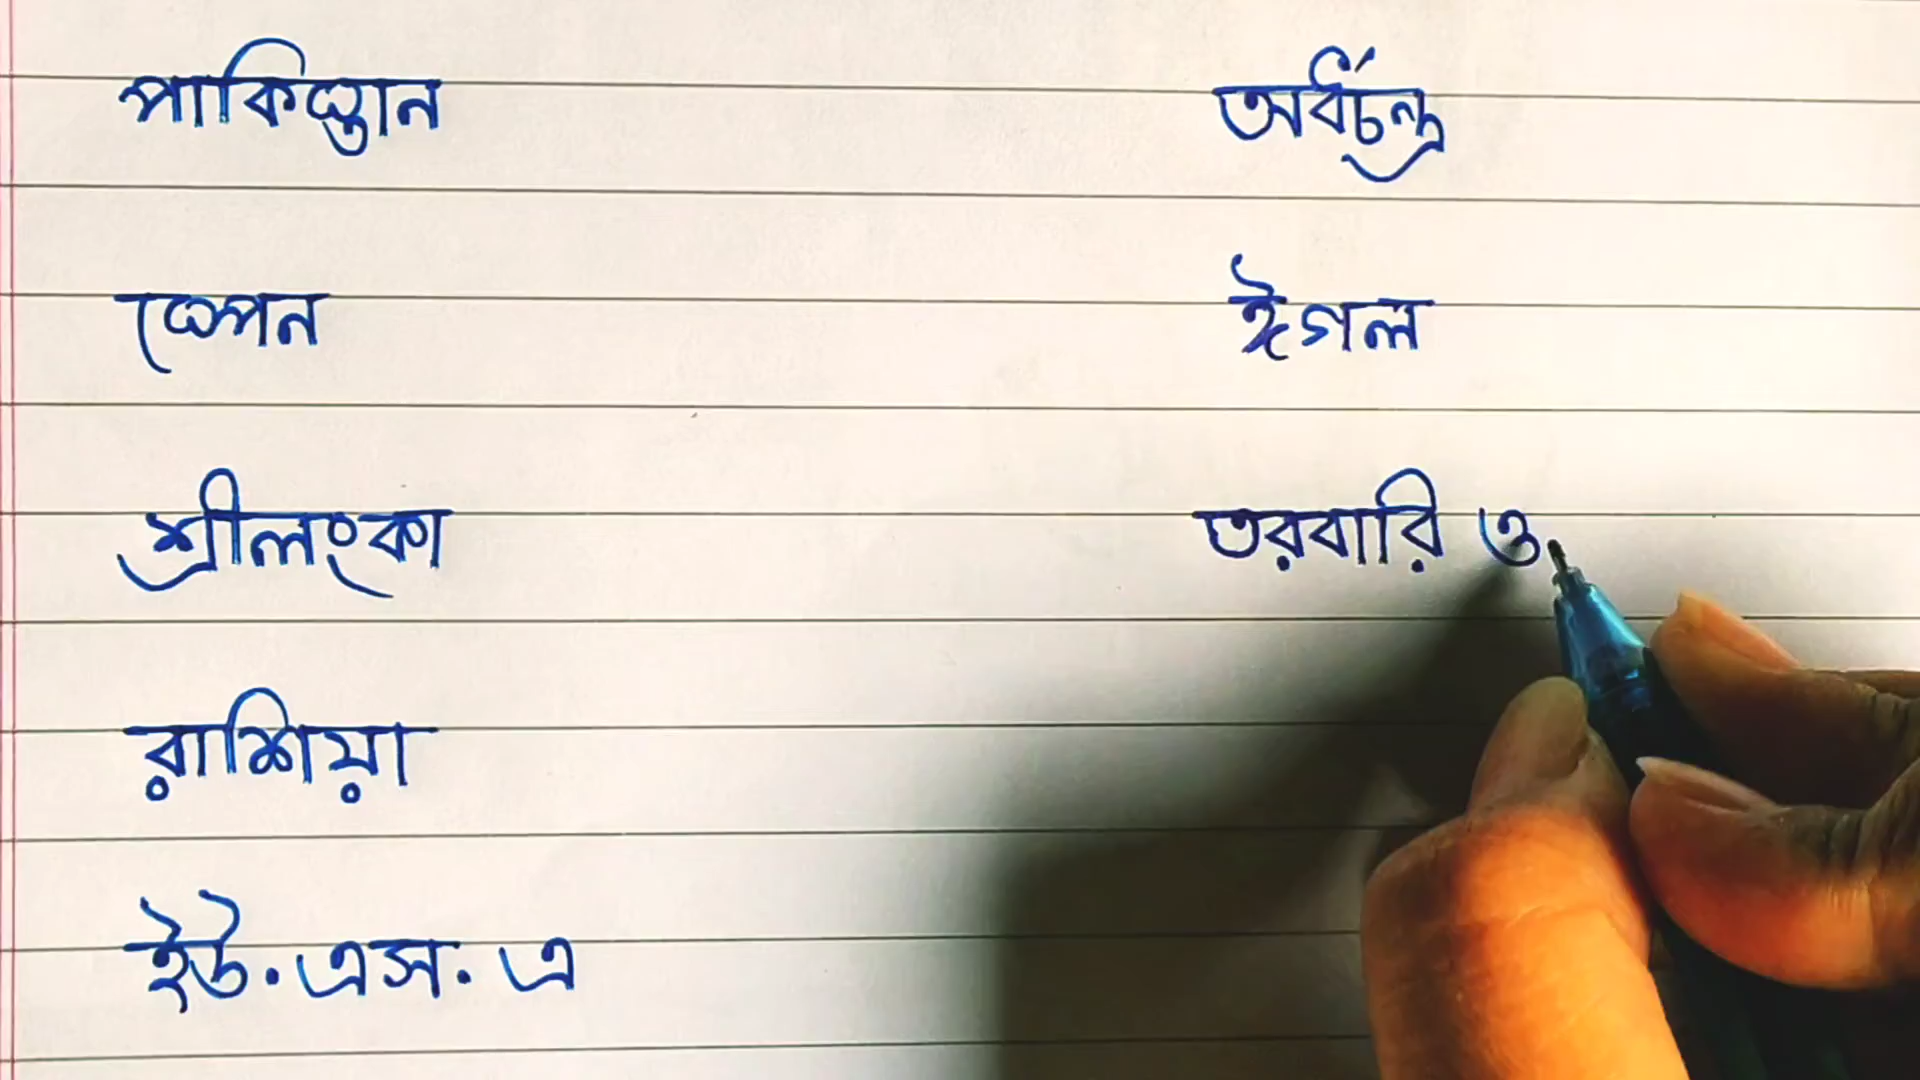 পাকিস্তান অর্ধচন্দ্র
স্পেন ঈগল
শ্রীলংকা তরবারি ও
রাশিয়া
ইউ. এস. এ